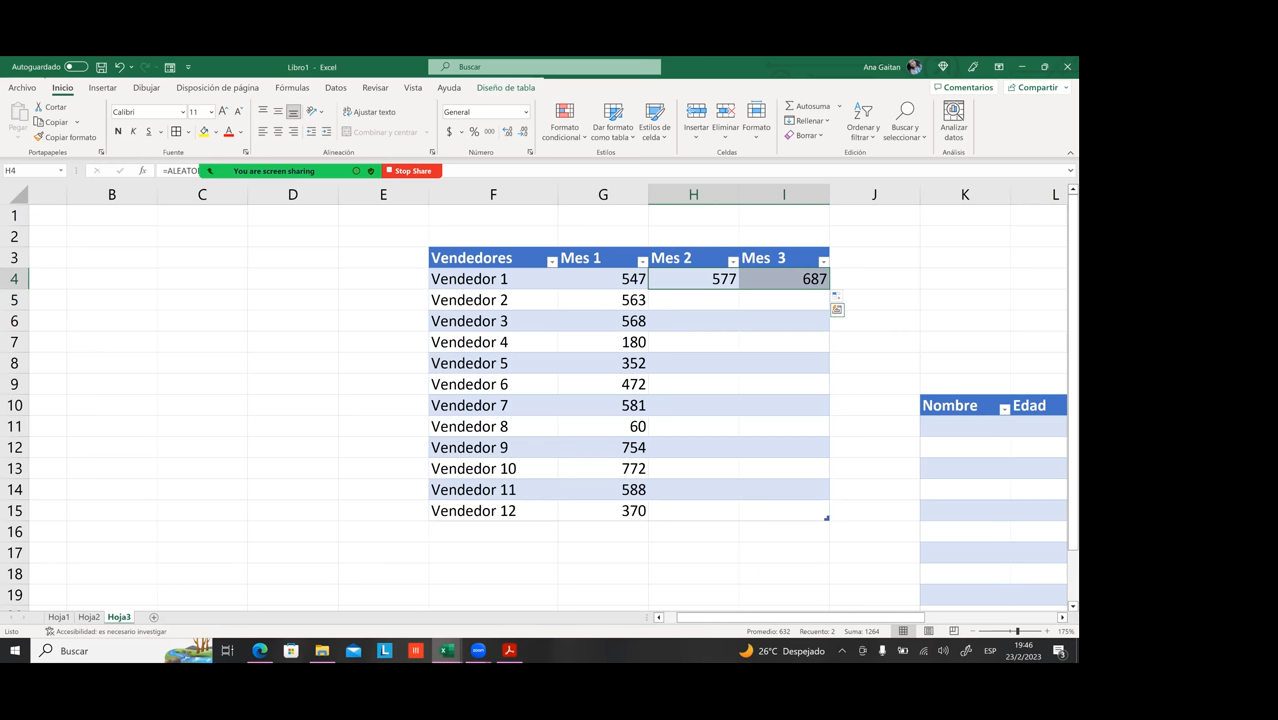 Autoguardado
Libro1 - Excel
Buscar
Ana Gaitan
Archivo Inicio Insertar Dibujar Disposición de página Fórmulas Datos Revisar Vista Ayuda Diseño de tabla
Comentarios Compartir
Pegar
Cortar
Copiar
Copiar formato
Portapapeles
Calibri 11
N K S
Fuente
Ajustar texto
Combinar y centrar
Alineación
General
$ % 000
Número
Formato condicional
Dar formato como tabla
Estilos de celda
Estilos
Insertar Eliminar Formato
Celdas
Autosuma
Rellenar
Borrar
Ordenar y filtrar
Buscar y seleccionar
Edición
Analizar datos
Análisis
H4
fx
=ALEATO
You are screen sharing
Stop Share
B C D E F G H I J K L
1
2
3 Vendedores Mes 1 Mes 2 Mes 3
4 Vendedor 1 547 577 687
5 Vendedor 2 563
6 Vendedor 3 568
7 Vendedor 4 180
8 Vendedor 5 352
9 Vendedor 6 472
10 Vendedor 7 581 Nombre Edad
11 Vendedor 8 60
12 Vendedor 9 754
13 Vendedor 10 772
14 Vendedor 11 588
15 Vendedor 12 370
16
17
18
19
Hoja1 Hoja2 Hoja3
Listo
Accesibilidad: es necesario investigar
Promedio: 632 Recuento: 2 Suma: 1264
175%
Buscar
26°C Despejado
ESP
19:46
23/2/2023
3